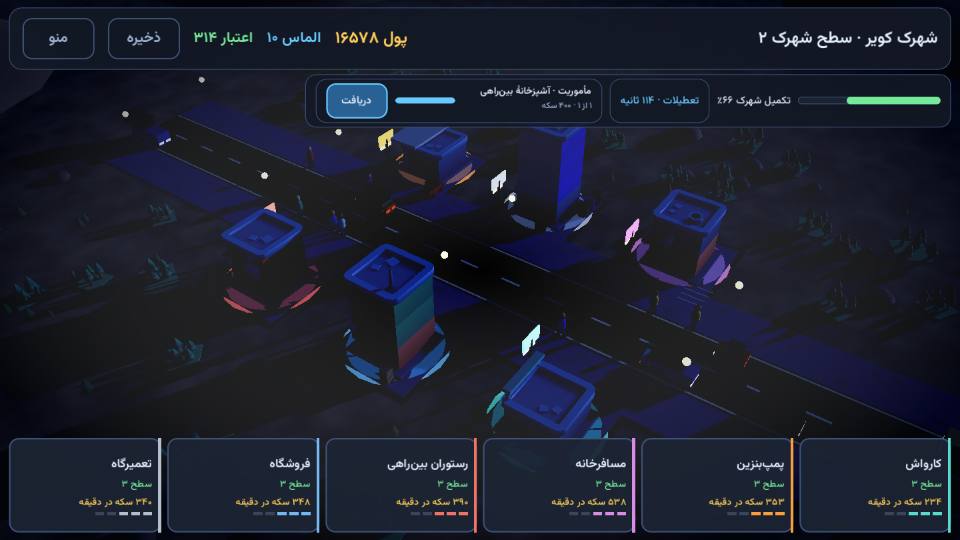 شهرک کویر · سطح شهرک ۲
پول ۱۶۵۷۸
الماس ۱۰
اعتبار ۳۱۴
ذخیره
منو
تکمیل شهرک ۶۶٪
تعطیلات · ۱۱۴ ثانیه
مأموریت · آشپزخانهٔ بین‌راهی
۱ از ۱ · ۴۰۰ سکه
دریافت
کارواش
سطح ۳
۲۳۴ سکه در دقیقه
پمپ‌بنزین
سطح ۳
۳۵۳ سکه در دقیقه
مسافرخانه
سطح ۳
۵۳۸ سکه در دقیقه
رستوران بین‌راهی
سطح ۳
۳۹۰ سکه در دقیقه
فروشگاه
سطح ۳
۳۴۸ سکه در دقیقه
تعمیرگاه
سطح ۳
۳۴۰ سکه در دقیقه